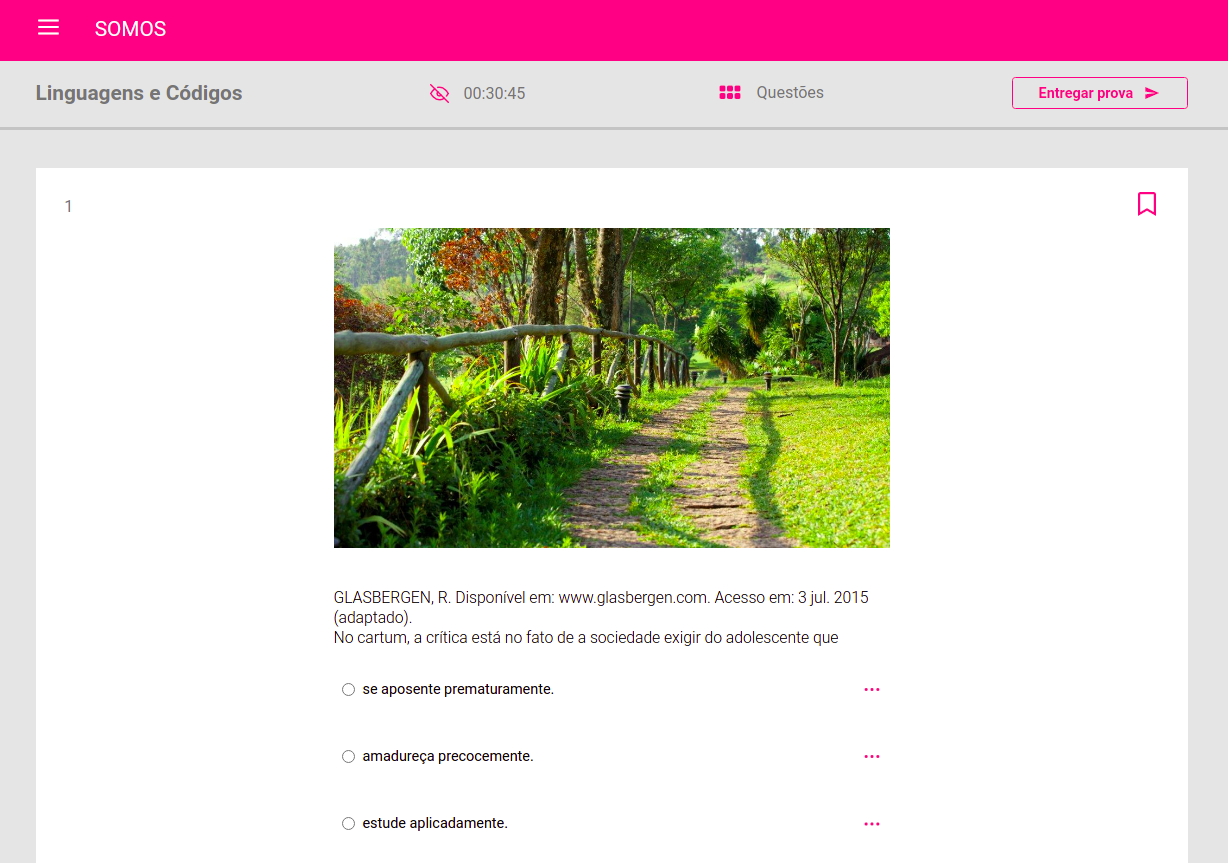 SOMOS
Linguagens e Códigos
00:30:45
Questões
Entregar prova
1
GLASBERGEN, R. Disponível em: www.glasbergen.com. Acesso em: 3 jul. 2015
(adaptado).
No cartum, a crítica está no fato de a sociedade exigir do adolescente que
se aposente prematuramente.
amadureça precocemente.
estude aplicadamente.